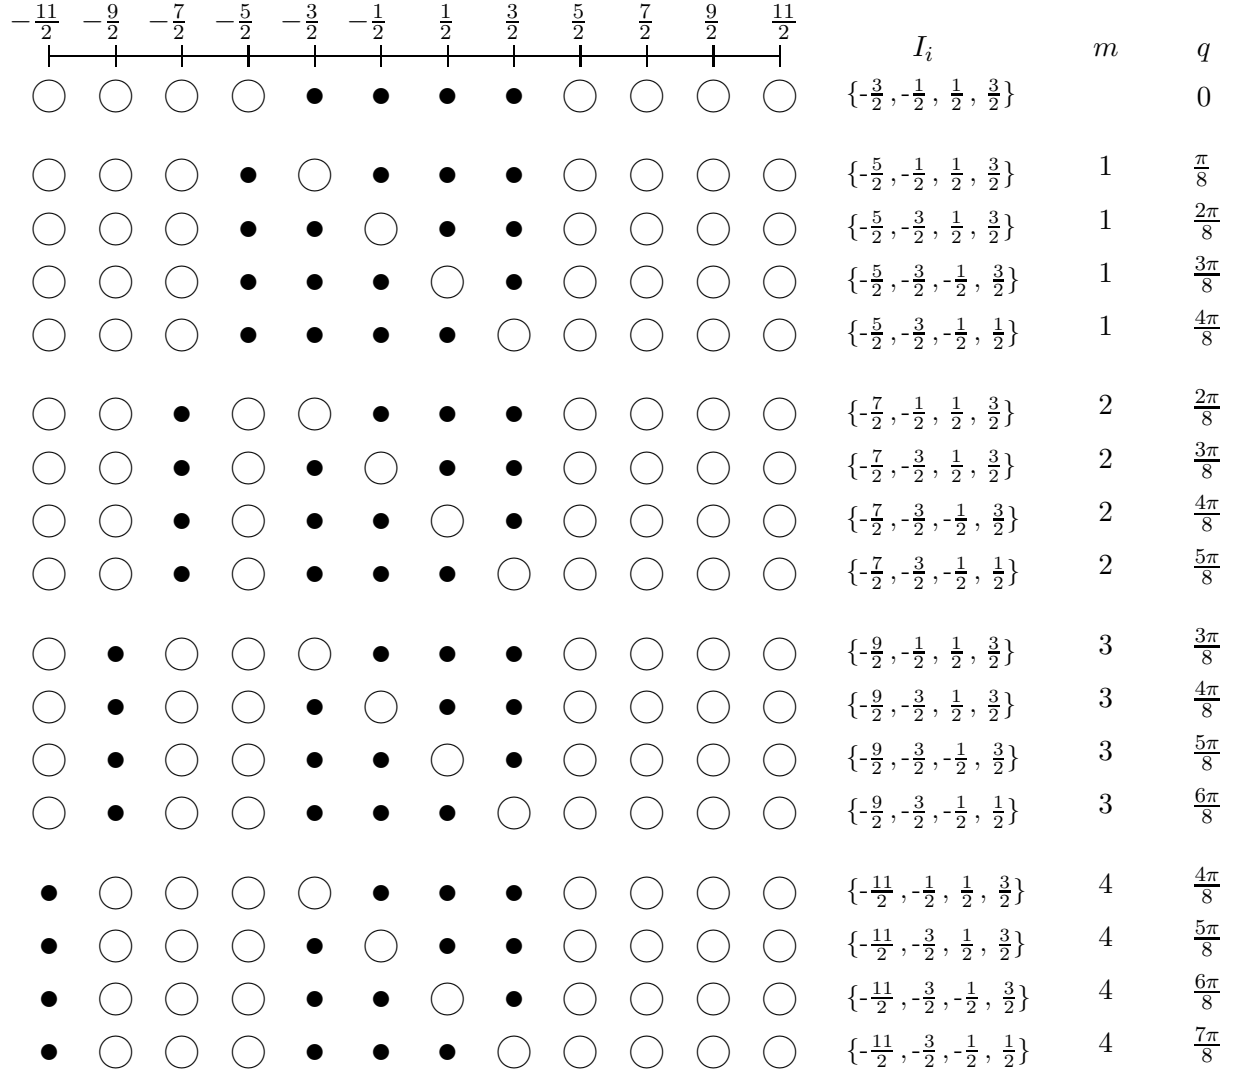 −11/2 −9/2 −7/2 −5/2 −3/2 −1/2 1/2 3/2 5/2 7/2 9/2 11/2
I_i m q
{-3/2, -1/2, 1/2, 3/2} 0
{-5/2, -1/2, 1/2, 3/2} 1 π/8
{-5/2, -3/2, 1/2, 3/2} 1 2π/8
{-5/2, -3/2, -1/2, 3/2} 1 3π/8
{-5/2, -3/2, -1/2, 1/2} 1 4π/8
{-7/2, -1/2, 1/2, 3/2} 2 2π/8
{-7/2, -3/2, 1/2, 3/2} 2 3π/8
{-7/2, -3/2, -1/2, 3/2} 2 4π/8
{-7/2, -3/2, -1/2, 1/2} 2 5π/8
{-9/2, -1/2, 1/2, 3/2} 3 3π/8
{-9/2, -3/2, 1/2, 3/2} 3 4π/8
{-9/2, -3/2, -1/2, 3/2} 3 5π/8
{-9/2, -3/2, -1/2, 1/2} 3 6π/8
{-11/2, -1/2, 1/2, 3/2} 4 4π/8
{-11/2, -3/2, 1/2, 3/2} 4 5π/8
{-11/2, -3/2, -1/2, 3/2} 4 6π/8
{-11/2, -3/2, -1/2, 1/2} 4 7π/8